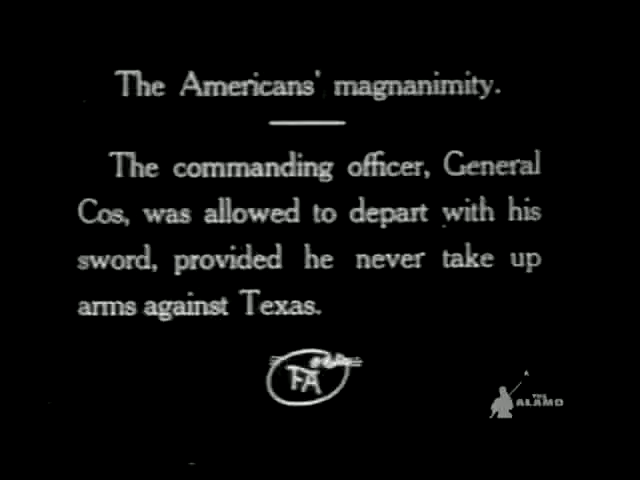 The Americans' magnanimity.
The commanding officer, General
Cos, was allowed to depart with his
sword, provided he never take up
arms against Texas.
FA
THE
ALAMO